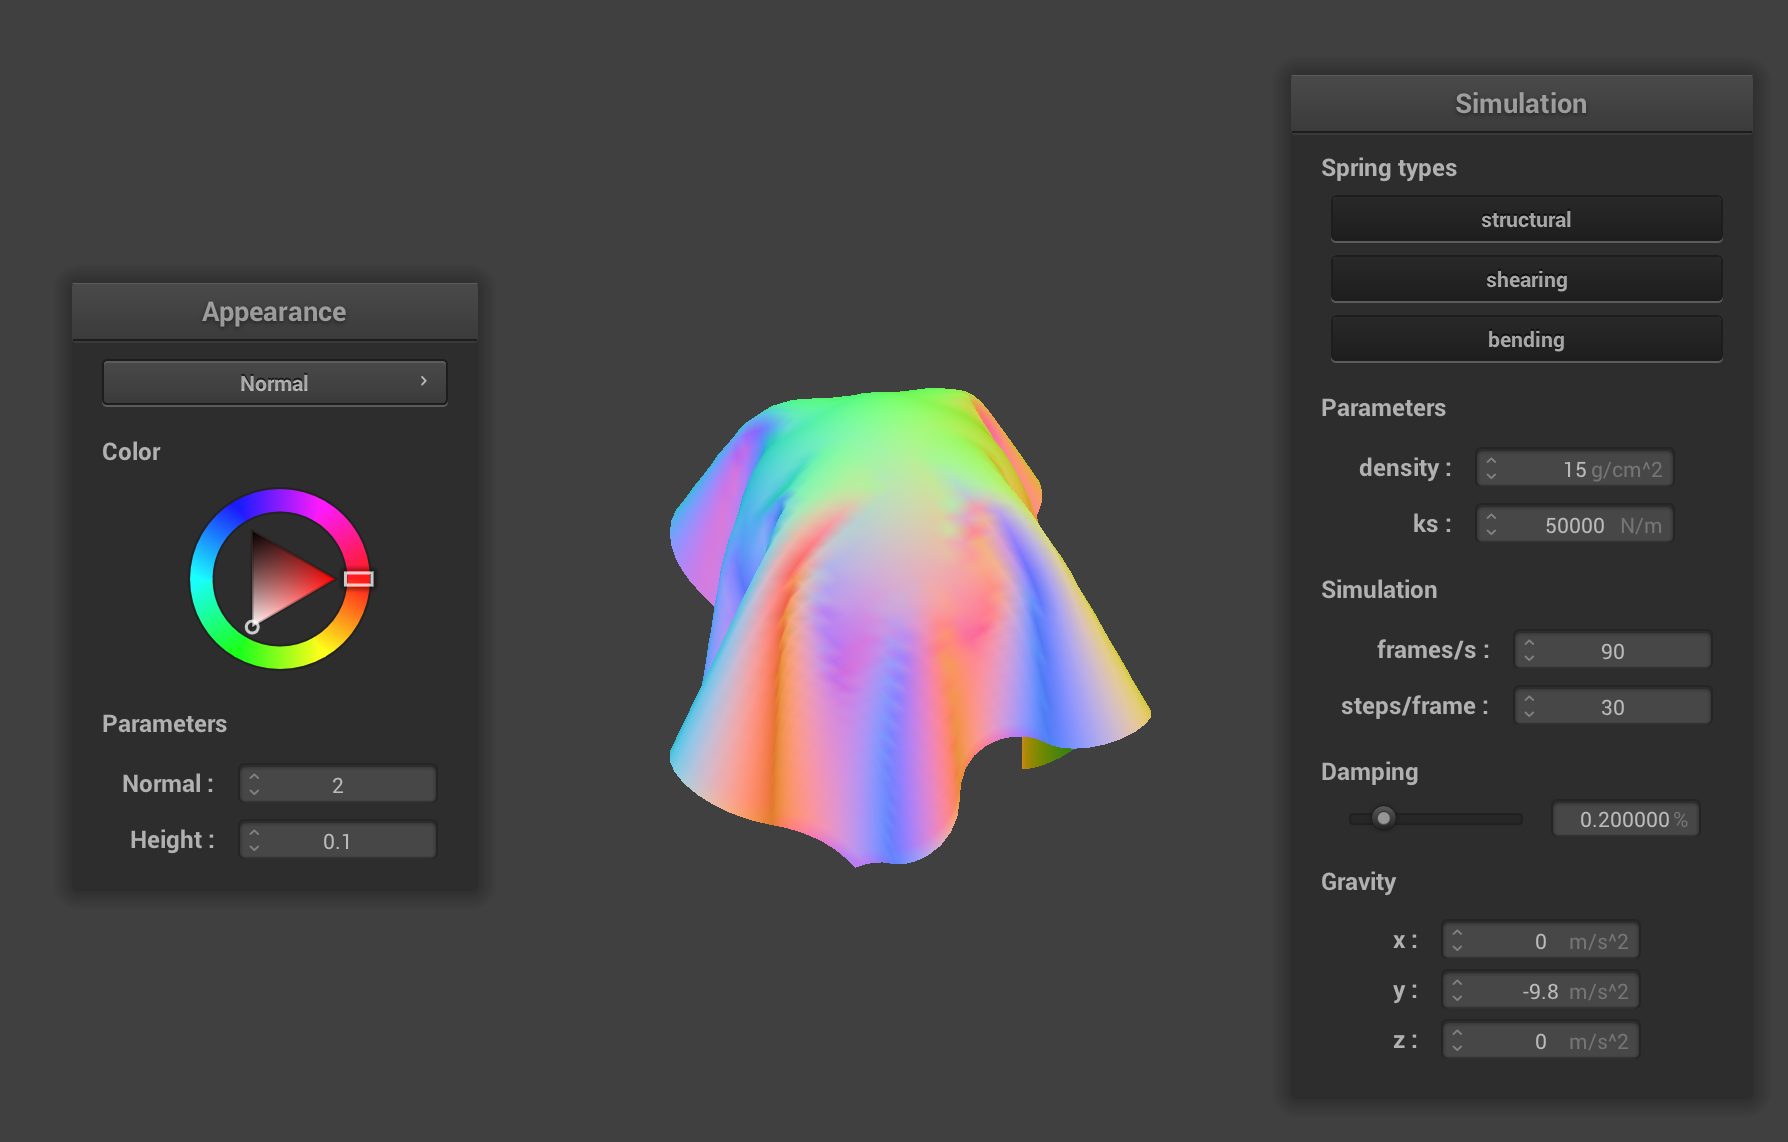 Appearance
Normal
Color
Parameters
Normal : 2
Height : 0.1
Simulation
Spring types
structural
shearing
bending
Parameters
density : 15 g/cm^2
ks : 50000 N/m
Simulation
frames/s : 90
steps/frame : 30
Damping
0.200000 %
Gravity
x : 0 m/s^2
y : -9.8 m/s^2
z : 0 m/s^2